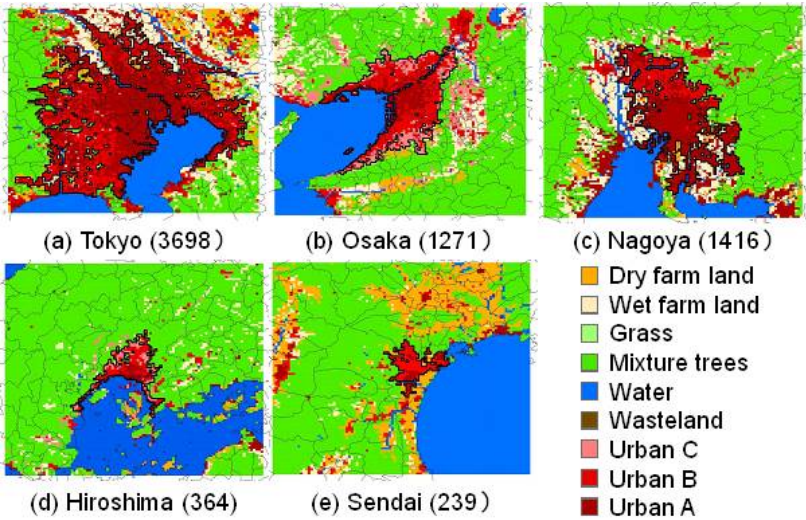 (a) Tokyo (3698)
(b) Osaka (1271)
(c) Nagoya (1416)
(d) Hiroshima (364)
(e) Sendai (239)
Dry farm land
Wet farm land
Grass
Mixture trees
Water
Wasteland
Urban C
Urban B
Urban A